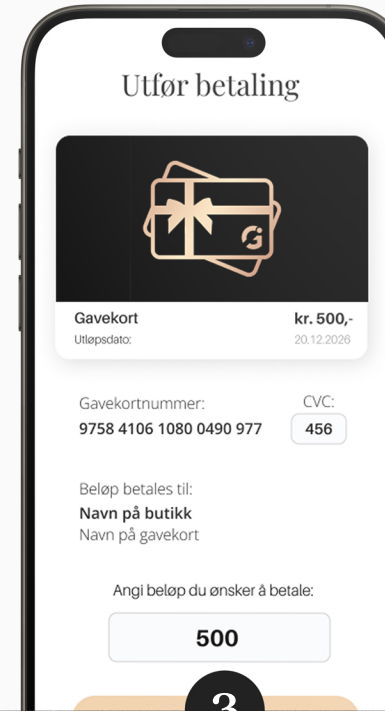 Utfør betaling
Gavekort kr. 500,-
Utløpsdato: 20.12.2026
Gavekortnummer: CVC:
9758 4106 1080 0490 977 456
Beløp betales til:
Navn på butikk
Navn på gavekort
Angi beløp du ønsker å betale:
500
3